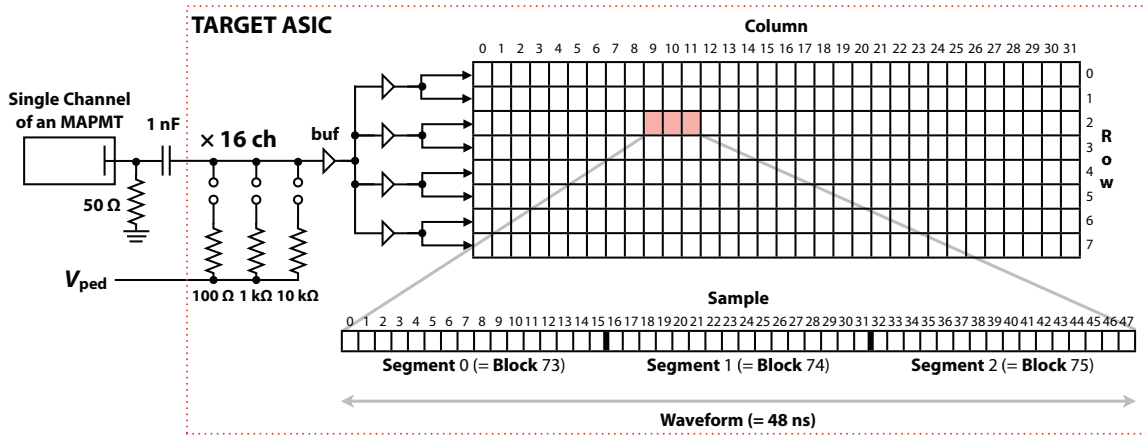 TARGET ASIC
Column
0 1 2 3 4 5 6 7 8 9 10 11 12 13 14 15 16 17 18 19 20 21 22 23 24 25 26 27 28 29 30 31
0
1
2
3
4
5
6
7
Row
Single Channel
of an MAPMT
1 nF
× 16 ch
buf
50 Ω
Vped
100 Ω 1 kΩ 10 kΩ
Sample
0 1 2 3 4 5 6 7 8 9 10 11 12 13 14 15 16 17 18 19 20 21 22 23 24 25 26 27 28 29 30 31 32 33 34 35 36 37 38 39 40 41 42 43 44 45 46 47
Segment 0 (= Block 73) Segment 1 (= Block 74) Segment 2 (= Block 75)
Waveform (= 48 ns)